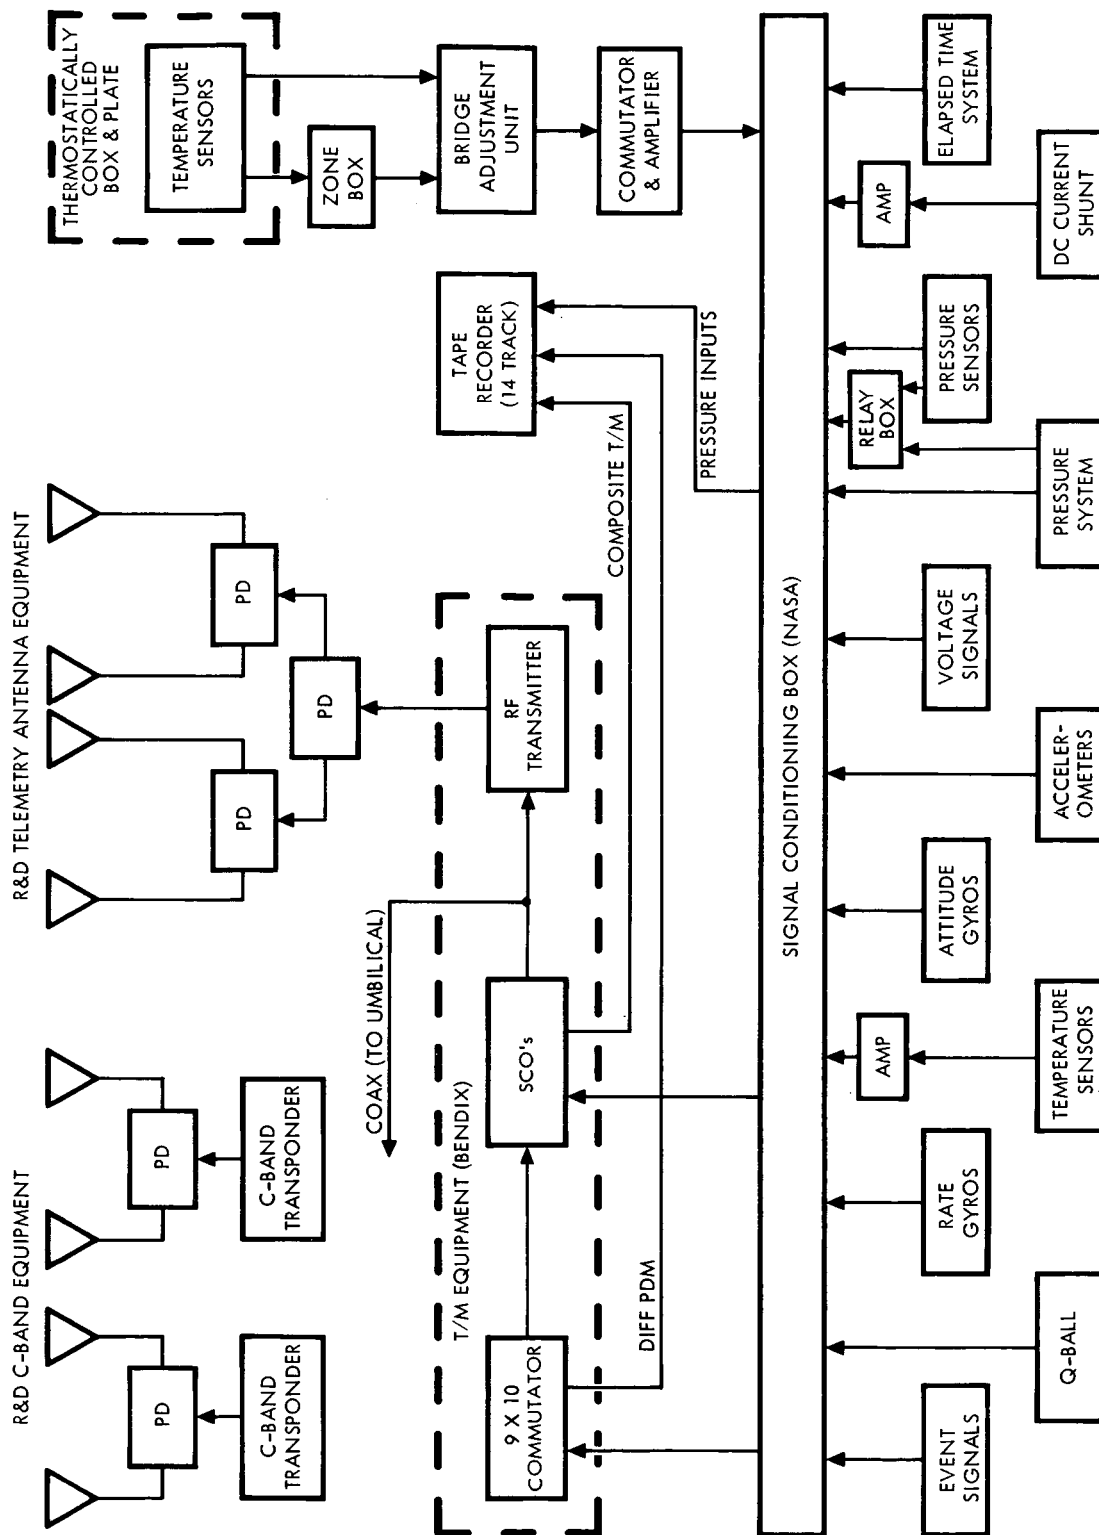 R&D C-BAND EQUIPMENT
R&D TELEMETRY ANTENNA EQUIPMENT
THERMOSTATICALLY
CONTROLLED
BOX & PLATE
TEMPERATURE
SENSORS
PD
PD
PD
PD
PD
C-BAND
TRANSPONDER
C-BAND
TRANSPONDER
ZONE
BOX
COAX (TO UMBILICAL)
T/M EQUIPMENT (BENDIX)
9 X 10
COMMUTATOR
SCO's
RF
TRANSMITTER
TAPE
RECORDER
(14 TRACK)
BRIDGE
ADJUSTMENT
UNIT
COMMUTATOR
& AMPLIFIER
DIFF PDM
COMPOSITE T/M
PRESSURE INPUTS
SIGNAL CONDITIONING BOX (NASA)
AMP
RELAY
BOX
AMP
EVENT
SIGNALS
RATE
GYROS
ATTITUDE
GYROS
VOLTAGE
SIGNALS
PRESSURE
SENSORS
ELAPSED TIME
SYSTEM
Q-BALL
TEMPERATURE
SENSORS
ACCELER-
OMETERS
PRESSURE
SYSTEM
DC CURRENT
SHUNT